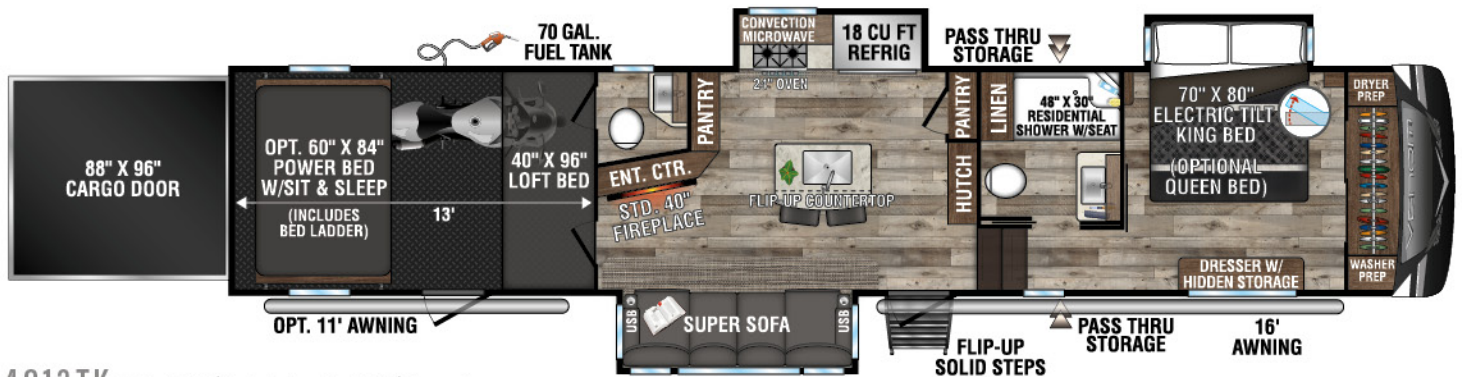 88" X 96"
CARGO DOOR
OPT. 60" X 84"
POWER BED
W/SIT & SLEEP
(INCLUDES
BED LADDER)
13'
OPT. 11' AWNING
70 GAL.
FUEL TANK
40" X 96"
LOFT BED
PANTRY
ENT. CTR.
STD. 40"
FIREPLACE
CONVECTION
MICROWAVE
21" OVEN
18 CU FT
REFRIG
FLIP-UP COUNTERTOP
USB
SUPER SOFA
USB
PASS THRU
STORAGE
PANTRY
HUTCH
LINEN
48" X 30"
RESIDENTIAL
SHOWER W/SEAT
FLIP-UP
SOLID STEPS
PASS THRU
STORAGE
70" X 80"
ELECTRIC TILT
KING BED
(OPTIONAL
QUEEN BED)
DRESSER W/
HIDDEN STORAGE
16'
AWNING
DRYER
PREP
WASHER
PREP
VENOM